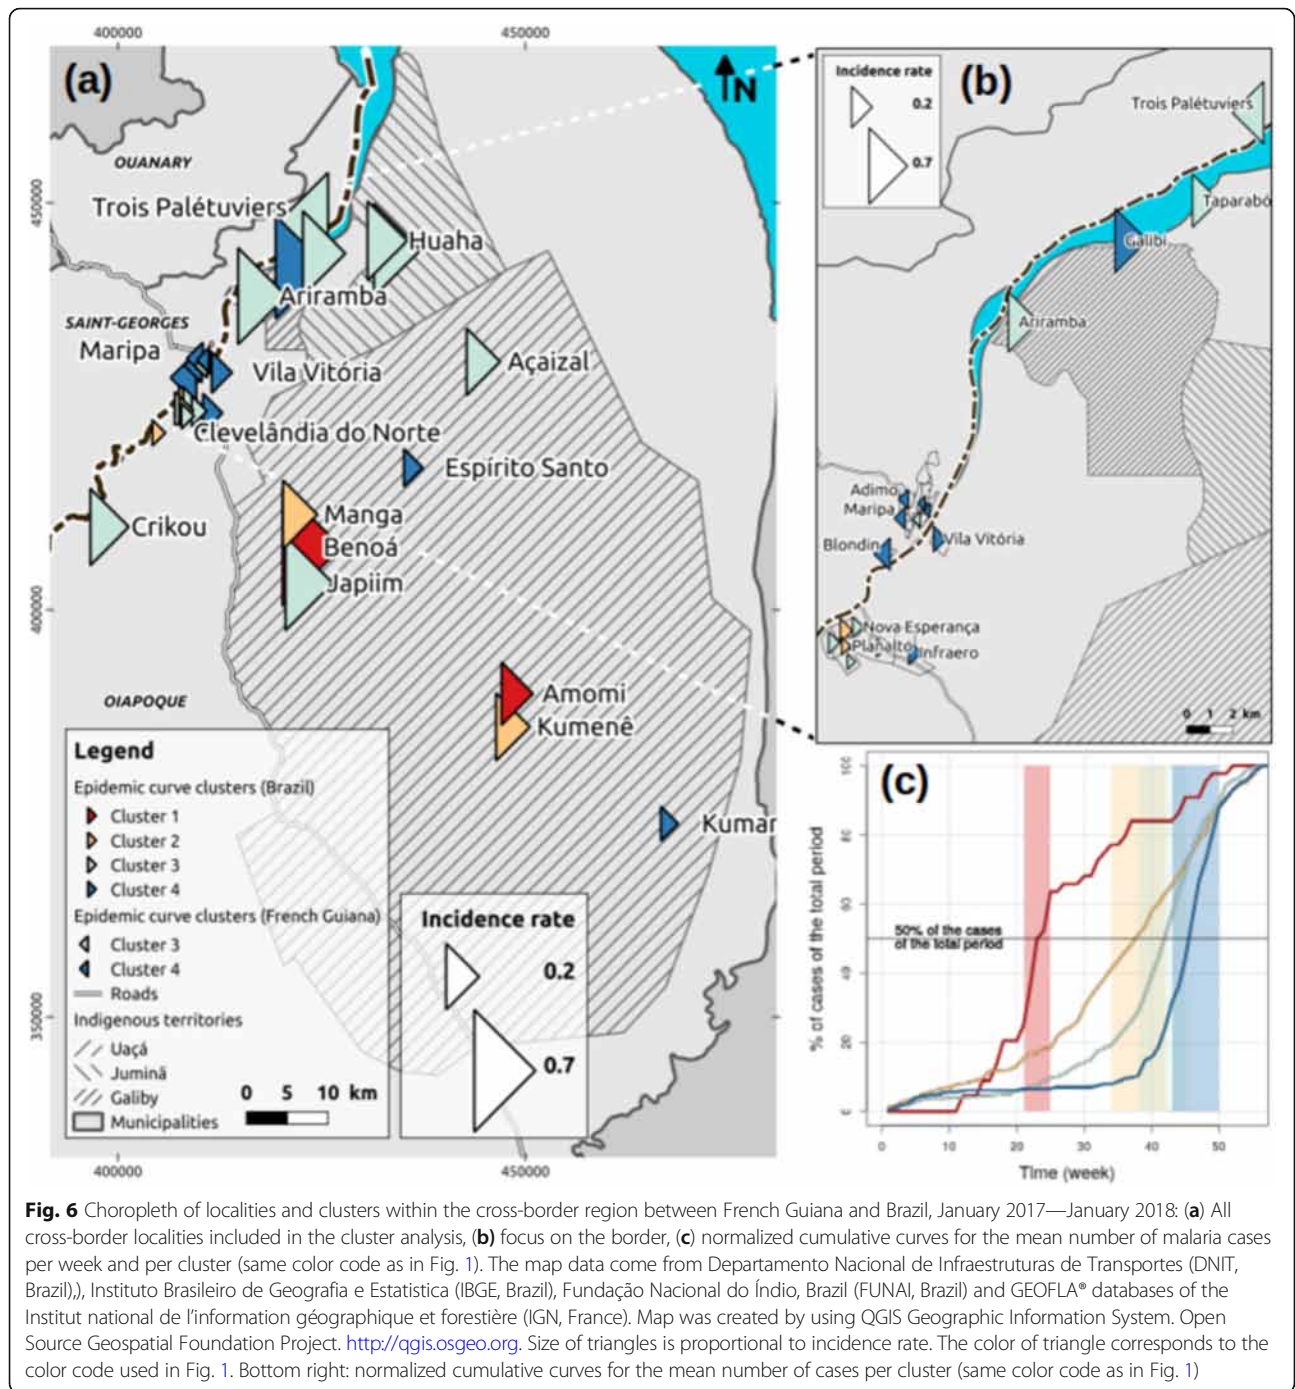 400000
450000
(a)
N
OUANARY
450000
Trois Palétuviers
Huaha
Ariramba
SAINT-GEORGES
Maripa
Açaizal
Vila Vitória
Clevelândia do Norte
Espírito Santo
Manga
Crikou
Benoá
Japiim
400000
Amomi
OIAPOQUE
Kumenê
Kumar
Legend
Epidemic curve clusters (Brazil)
Cluster 1
Cluster 2
Cluster 3
Cluster 4
Epidemic curve clusters (French Guiana)
Cluster 3
Cluster 4
Roads
Indigenous territories
Uaçá
Juminã
Galiby
Municipalities
0 5 10 km
350000
Incidence rate
0.2
0.7
400000
450000
Incidence rate
0.2
0.7
(b)
Trois Palétuviers
Taparabô
Galibi
Ariramba
Adimo
Maripa
Blondin
Vila Vitória
Nova Esperança
Planalto
Infraero
0 1 2 km
(c)
% of cases of the total period
100
80
60
40
20
0
50% of the cases
of the total period
0 10 20 30 40 50
Time (week)
Fig. 6 Choropleth of localities and clusters within the cross-border region between French Guiana and Brazil, January 2017—January 2018: (a) All
cross-border localities included in the cluster analysis, (b) focus on the border, (c) normalized cumulative curves for the mean number of malaria cases
per week and per cluster (same color code as in Fig. 1). The map data come from Departamento Nacional de Infraestruturas de Transportes (DNIT,
Brazil),), Instituto Brasileiro de Geografia e Estatistica (IBGE, Brazil), Fundação Nacional do Índio, Brazil (FUNAI, Brazil) and GEOFLA® databases of the
Institut national de l’information géographique et forestière (IGN, France). Map was created by using QGIS Geographic Information System. Open
Source Geospatial Foundation Project. http://qgis.osgeo.org. Size of triangles is proportional to incidence rate. The color of triangle corresponds to the
color code used in Fig. 1. Bottom right: normalized cumulative curves for the mean number of cases per cluster (same color code as in Fig. 1)